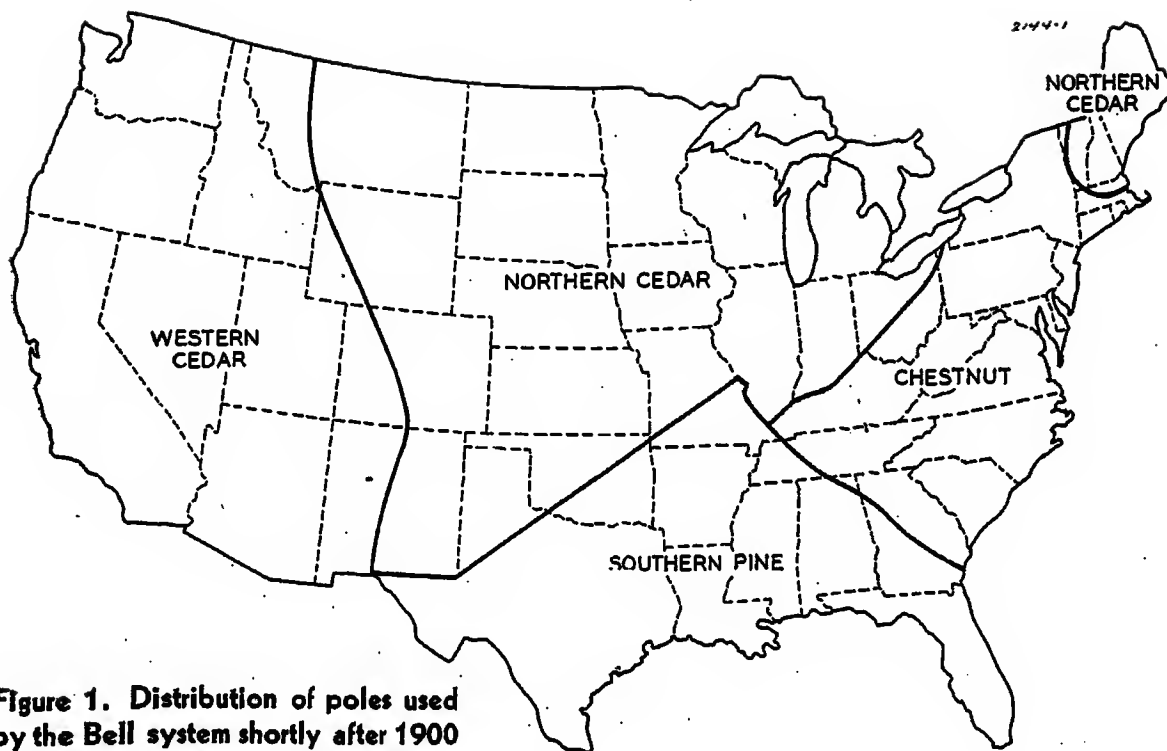 2144-1
NORTHERN
CEDAR
NORTHERN CEDAR
WESTERN
CEDAR
CHESTNUT
SOUTHERN PINE
Figure 1. Distribution of poles used
by the Bell system shortly after 1900